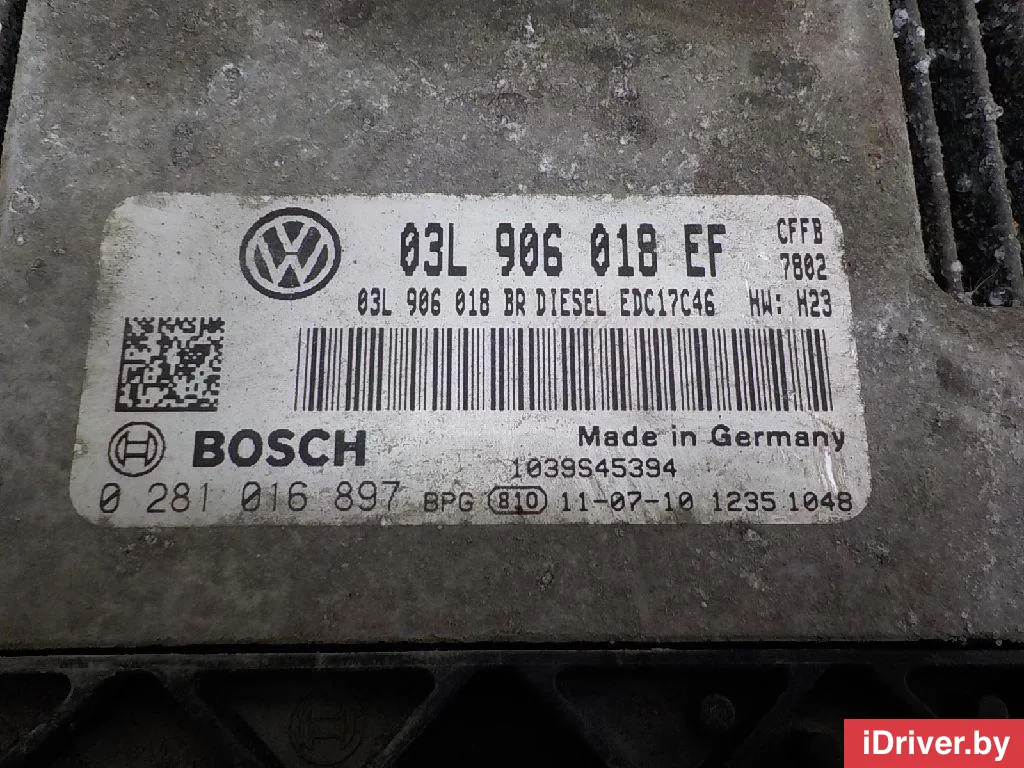 03L 906 018 EF CFFB
7802
03L 906 018 BR DIESEL EDC17C46 HW: H23
BOSCH Made in Germany
1039S45394
0 281 016 897 BPG 810 11-07-10 1235 1048
iDriver.by